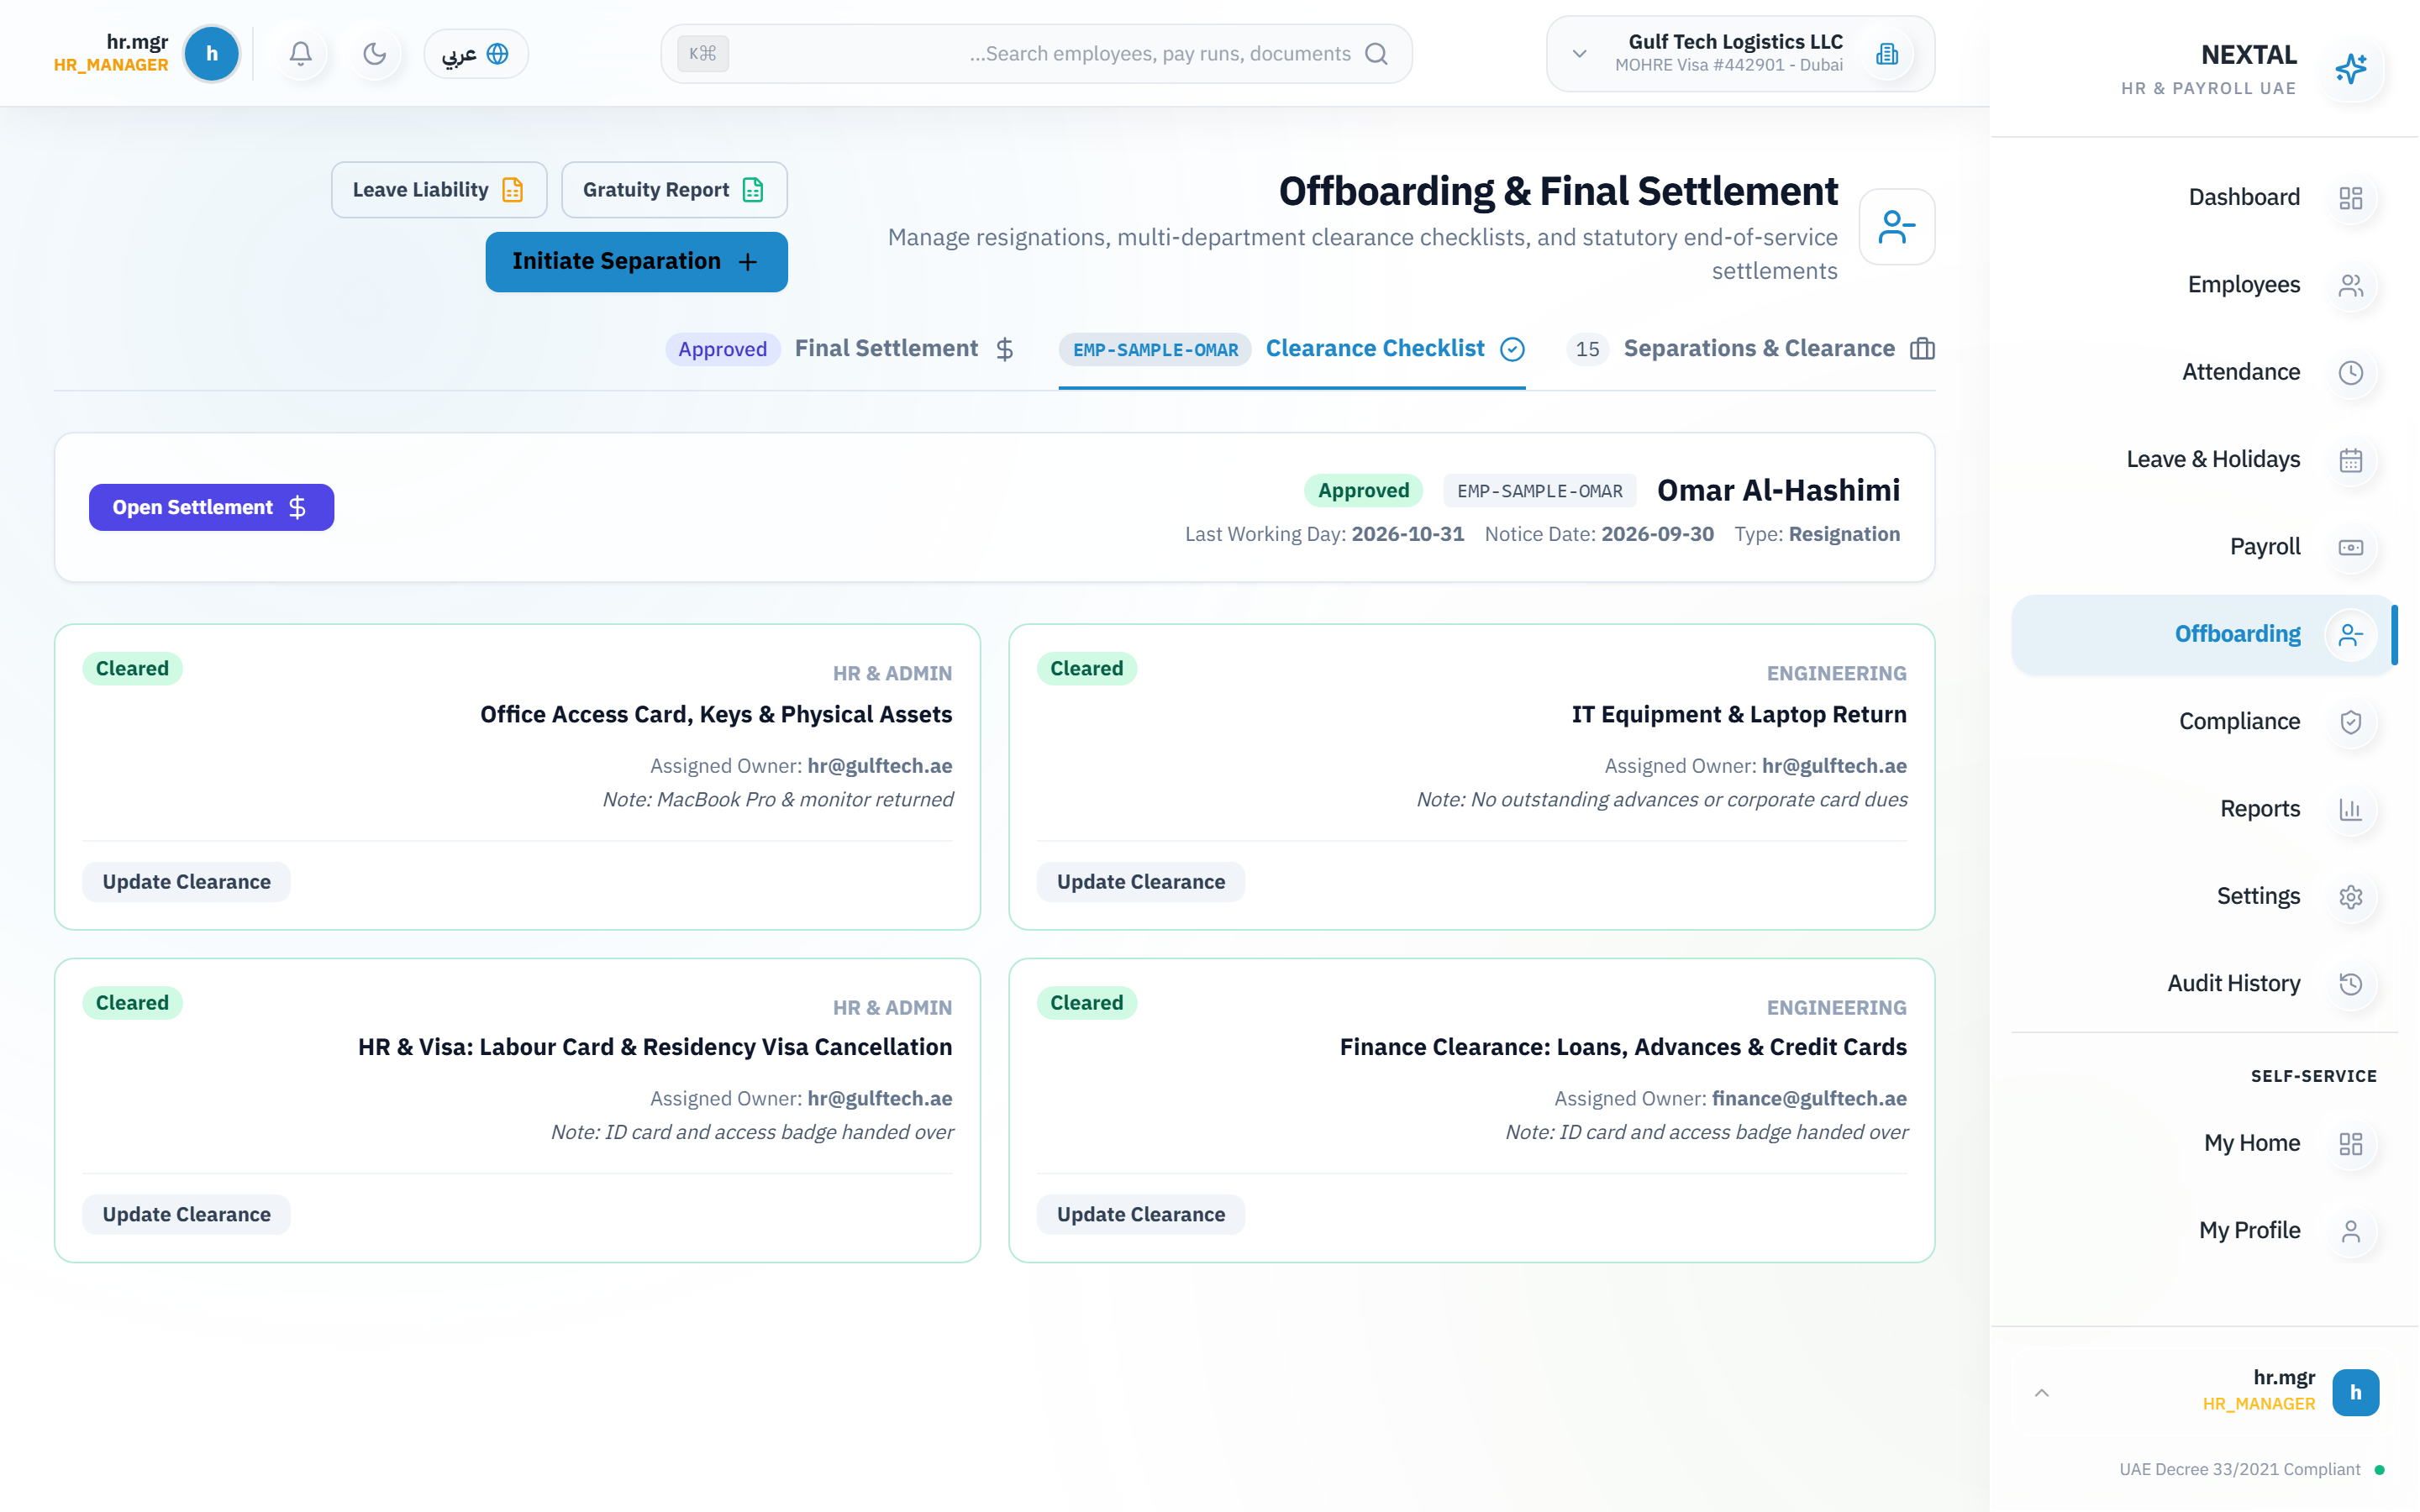 NEXTAL
HR & PAYROLL UAE
Dashboard
Employees
Attendance
Leave & Holidays
Payroll
Offboarding
Compliance
Reports
Settings
Audit History
SELF-SERVICE
My Home
My Profile
hr.mgr
HR_MANAGER
h
UAE Decree 33/2021 Compliant
Gulf Tech Logistics LLC
MOHRE Visa #442901 - Dubai
...Search employees, pay runs, documents
K⌘
عربي
h
hr.mgr
HR_MANAGER
Offboarding & Final Settlement
Manage resignations, multi-department clearance checklists, and statutory end-of-service
settlements
Gratuity Report
Leave Liability
Initiate Separation
Separations & Clearance 15
Clearance Checklist EMP-SAMPLE-OMAR
Final Settlement Approved
Omar Al-Hashimi EMP-SAMPLE-OMAR Approved
Type: Resignation Notice Date: 2026-09-30 Last Working Day: 2026-10-31
Open Settlement
ENGINEERING
Cleared
IT Equipment & Laptop Return
Assigned Owner: hr@gulftech.ae
Note: No outstanding advances or corporate card dues
Update Clearance
HR & ADMIN
Cleared
Office Access Card, Keys & Physical Assets
Assigned Owner: hr@gulftech.ae
Note: MacBook Pro & monitor returned
Update Clearance
ENGINEERING
Cleared
Finance Clearance: Loans, Advances & Credit Cards
Assigned Owner: finance@gulftech.ae
Note: ID card and access badge handed over
Update Clearance
HR & ADMIN
Cleared
HR & Visa: Labour Card & Residency Visa Cancellation
Assigned Owner: hr@gulftech.ae
Note: ID card and access badge handed over
Update Clearance